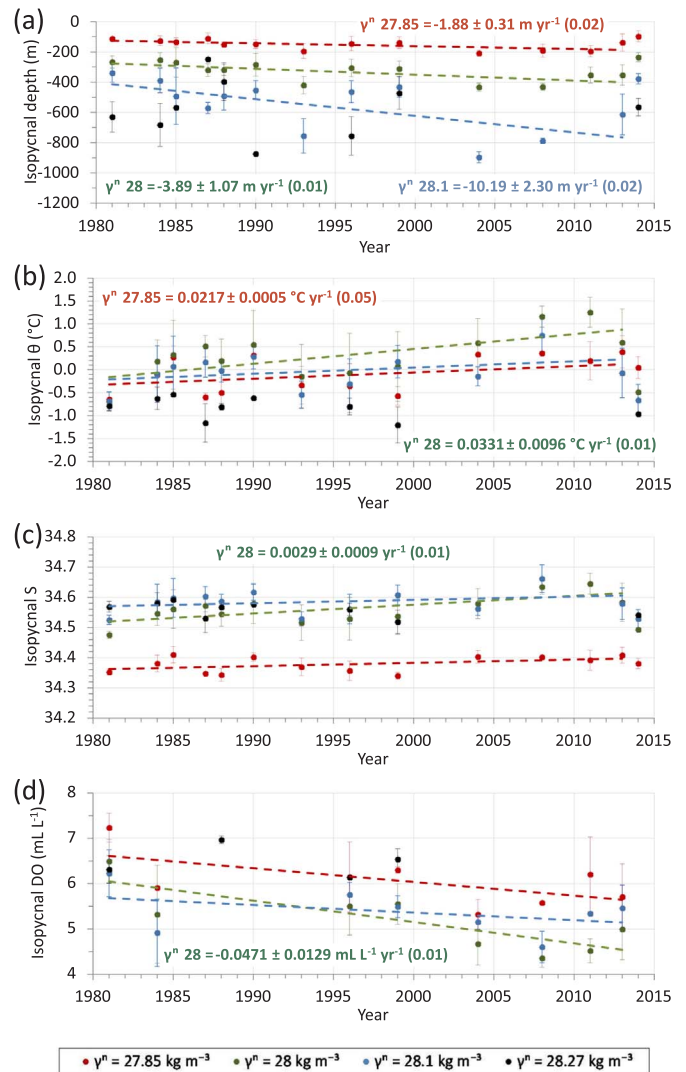 (a)
γⁿ 27.85 = -1.88 ± 0.31 m yr⁻¹ (0.02)
0
-200
-400
-600
-800
-1000
-1200
Isopycnal depth (m)
γⁿ 28 = -3.89 ± 1.07 m yr⁻¹ (0.01)
γⁿ 28.1 = -10.19 ± 2.30 m yr⁻¹ (0.02)
1980 1985 1990 1995 2000 2005 2010 2015
Year
(b)
2.0
1.5
1.0
0.5
0.0
-0.5
-1.0
-1.5
-2.0
Isopycnal θ (°C)
γⁿ 27.85 = 0.0217 ± 0.0005 °C yr⁻¹ (0.05)
γⁿ 28 = 0.0331 ± 0.0096 °C yr⁻¹ (0.01)
1980 1985 1990 1995 2000 2005 2010 2015
Year
(c)
34.8
34.7
34.6
34.5
34.4
34.3
34.2
Isopycnal S
γⁿ 28 = 0.0029 ± 0.0009 yr⁻¹ (0.01)
1980 1985 1990 1995 2000 2005 2010 2015
Year
(d)
8
7
6
5
4
Isopycnal DO (mL L⁻¹)
γⁿ 28 = -0.0471 ± 0.0129 mL L⁻¹ yr⁻¹ (0.01)
1980 1985 1990 1995 2000 2005 2010 2015
Year
γⁿ = 27.85 kg m⁻³ γⁿ = 28 kg m⁻³ γⁿ = 28.1 kg m⁻³ γⁿ = 28.27 kg m⁻³